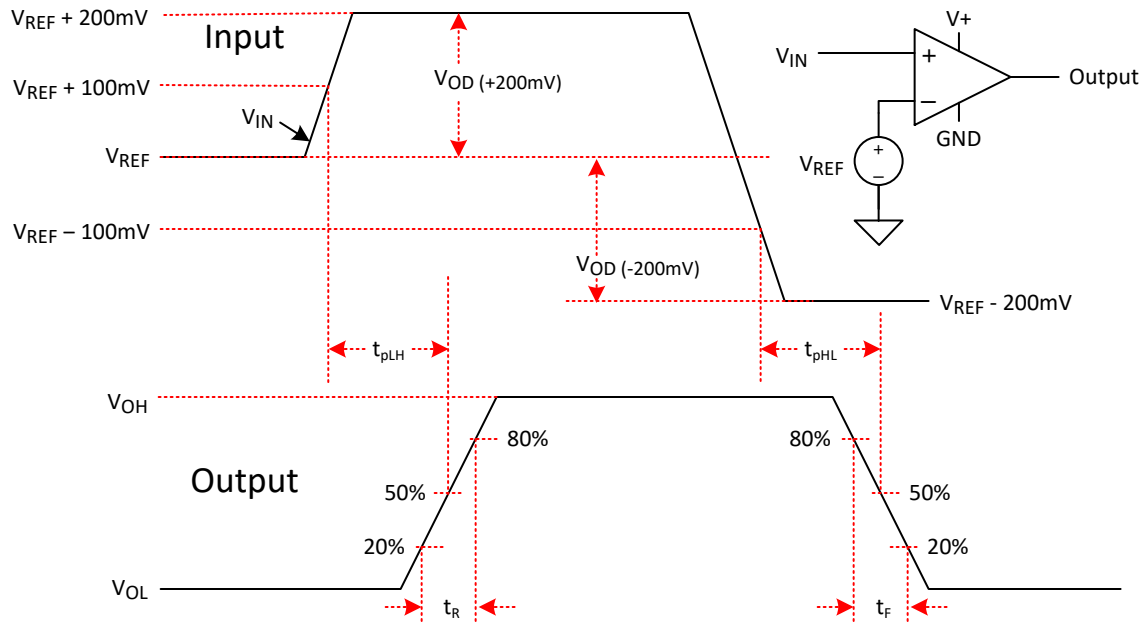 VREF + 200mV
Input
V+
VIN
+
Output
VOD (+200mV)
VREF + 100mV
−
VIN
GND
VREF
+
VREF
−
VREF – 100mV
VOD (-200mV)
VREF - 200mV
tpLH
tpHL
VOH
80%
80%
Output
50%
50%
20%
20%
VOL
tR
tF